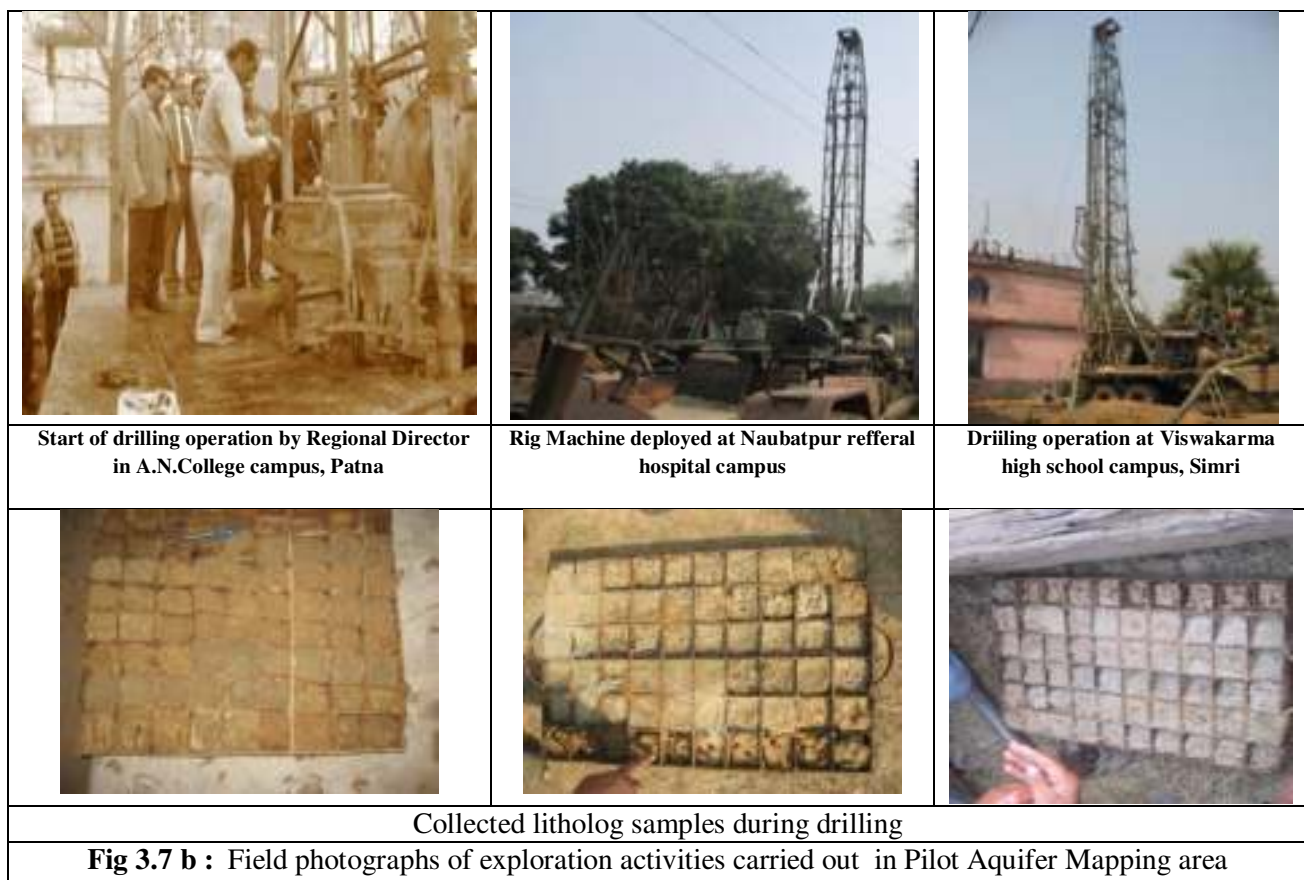 Start of drilling operation by Regional Director
in A.N.College campus, Patna
Rig Machine deployed at Naubatpur refferal
hospital campus
Driiling operation at Viswakarma
high school campus, Simri
Collected litholog samples during drilling
Fig 3.7 b : Field photographs of exploration activities carried out in Pilot Aquifer Mapping area